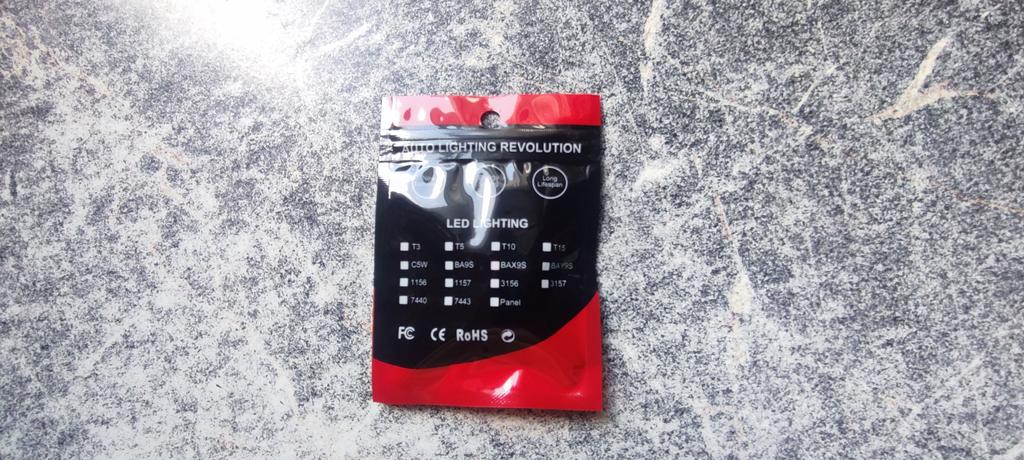 AUTO LIGHTING REVOLUTION
Long
Lifespan
LED LIGHTING
T3 T5 T10 T15
C5W BA9S BAX9S BAY9S
1156 1157 3156 3157
7440 7443 Panel
FC CE RoHS